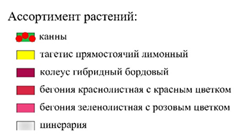 Ассортимент растений:
канны
тагетис прямостоячий лимонный
колеус гибридный бордовый
бегония краснолистная с красным цветком
бегония зеленолистная с розовым цветком
цинерария